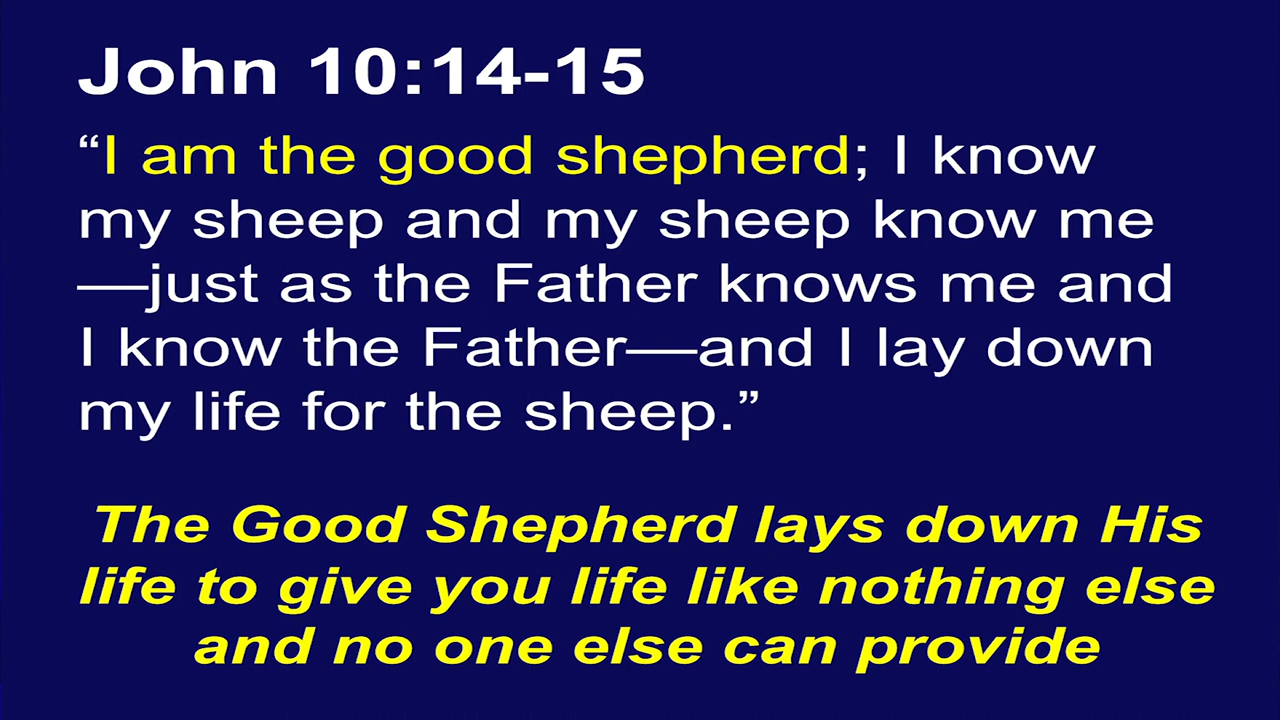 John 10:14-15
“I am the good shepherd; I know
my sheep and my sheep know me
—just as the Father knows me and
I know the Father—and I lay down
my life for the sheep.”
The Good Shepherd lays down His
life to give you life like nothing else
and no one else can provide